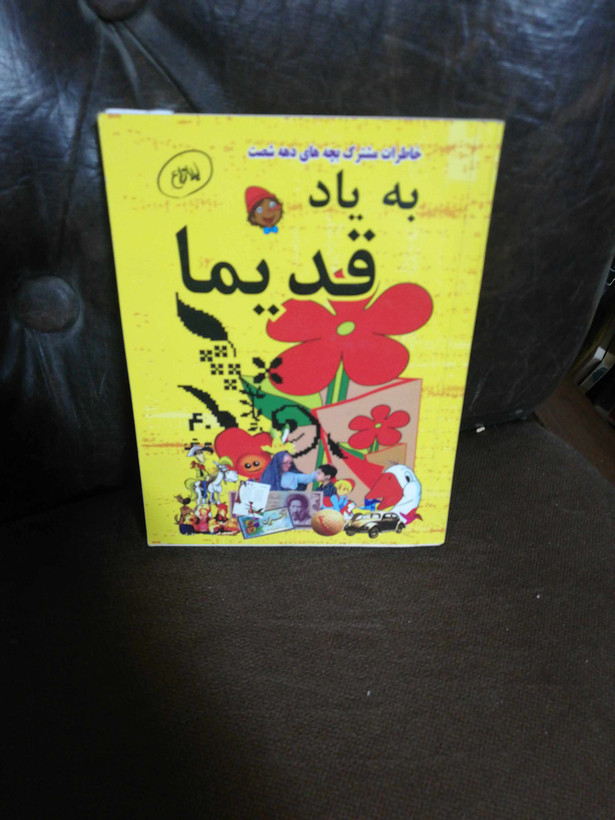 خاطرات مشترک بچه های دهه شصت
به یاد
قدیما